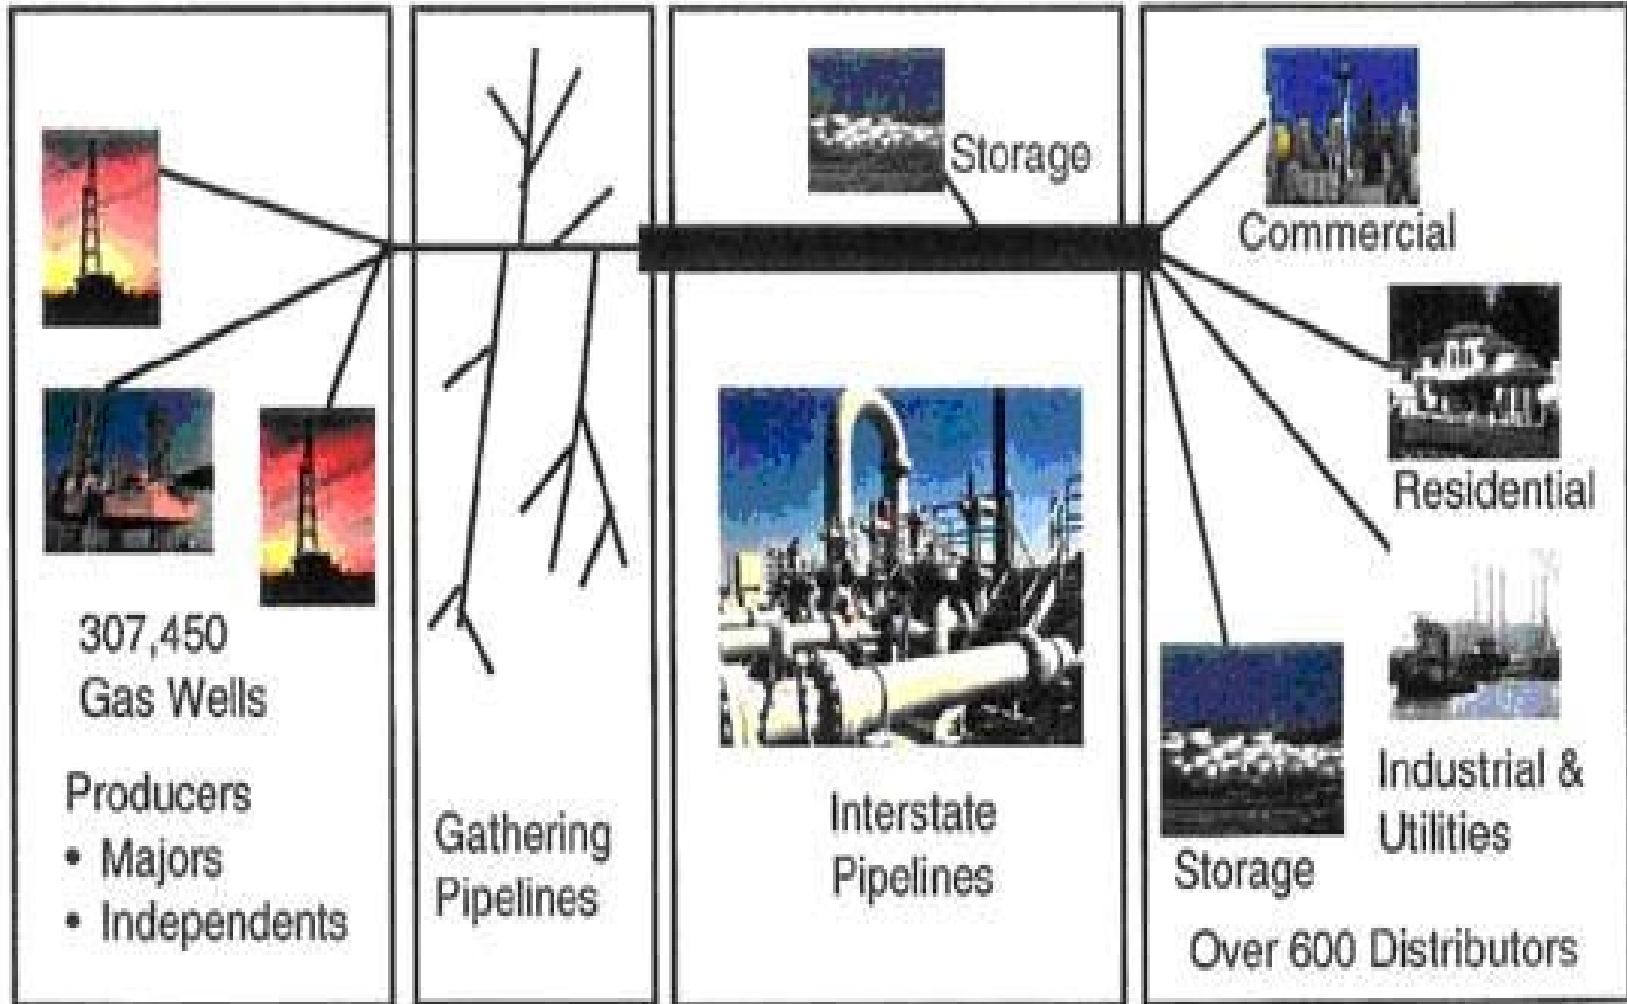 307,450
Gas Wells
Producers
• Majors
• Independents
Gathering
Pipelines
Storage
Interstate
Pipelines
Commercial
Residential
Industrial &
Utilities
Storage
Over 600 Distributors